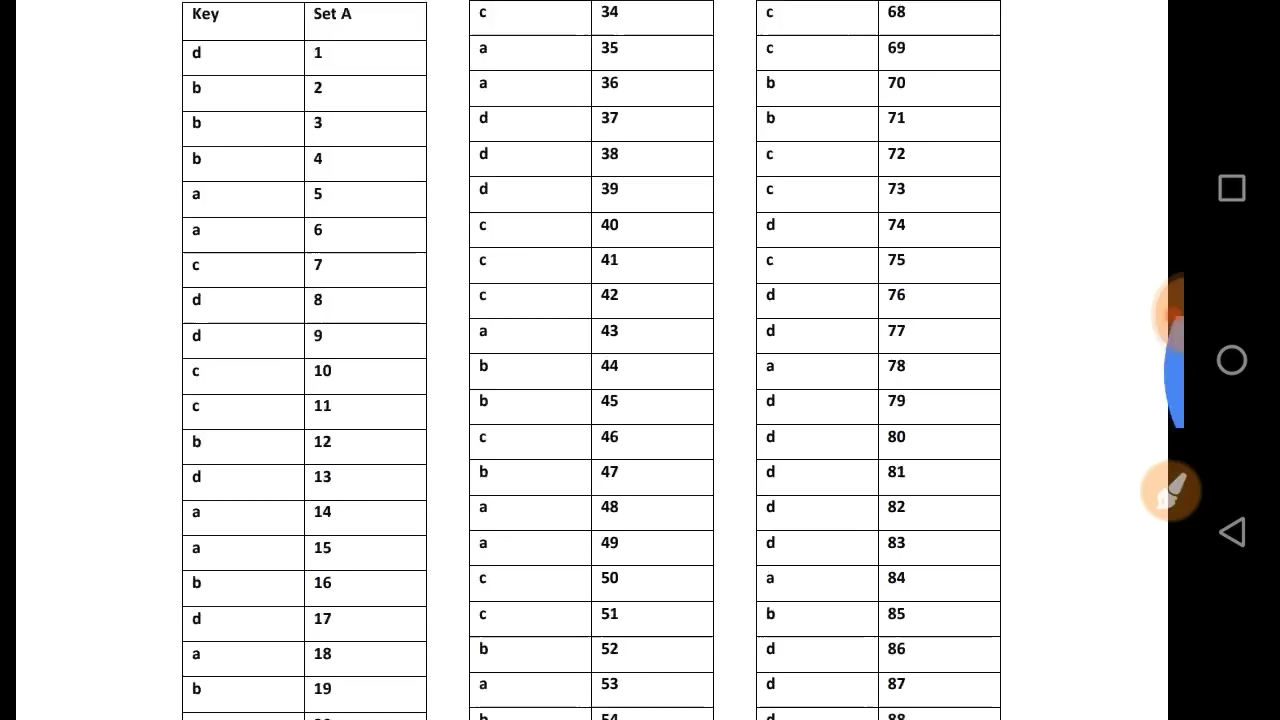 Key Set A
d 1
b 2
b 3
b 4
a 5
a 6
c 7
d 8
d 9
c 10
c 11
b 12
d 13
a 14
a 15
b 16
d 17
a 18
b 19
c 34
a 35
a 36
d 37
d 38
d 39
c 40
c 41
c 42
a 43
b 44
b 45
c 46
b 47
a 48
a 49
c 50
c 51
b 52
a 53
b 54
c 68
c 69
b 70
b 71
c 72
c 73
d 74
c 75
d 76
d 77
a 78
d 79
d 80
d 81
d 82
d 83
a 84
b 85
d 86
d 87
d 88